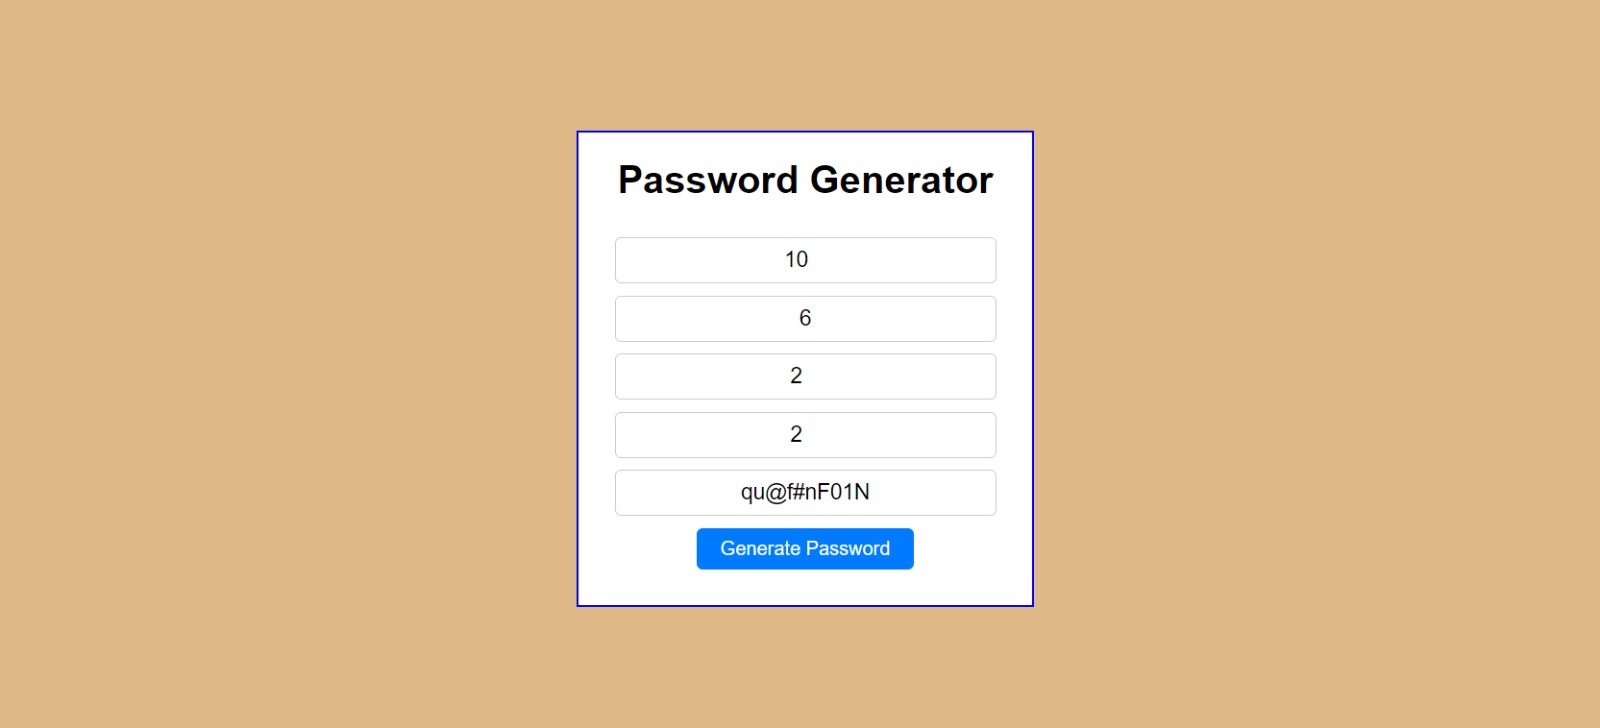 Password Generator
10
6
2
2
qu@f#nF01N
Generate Password